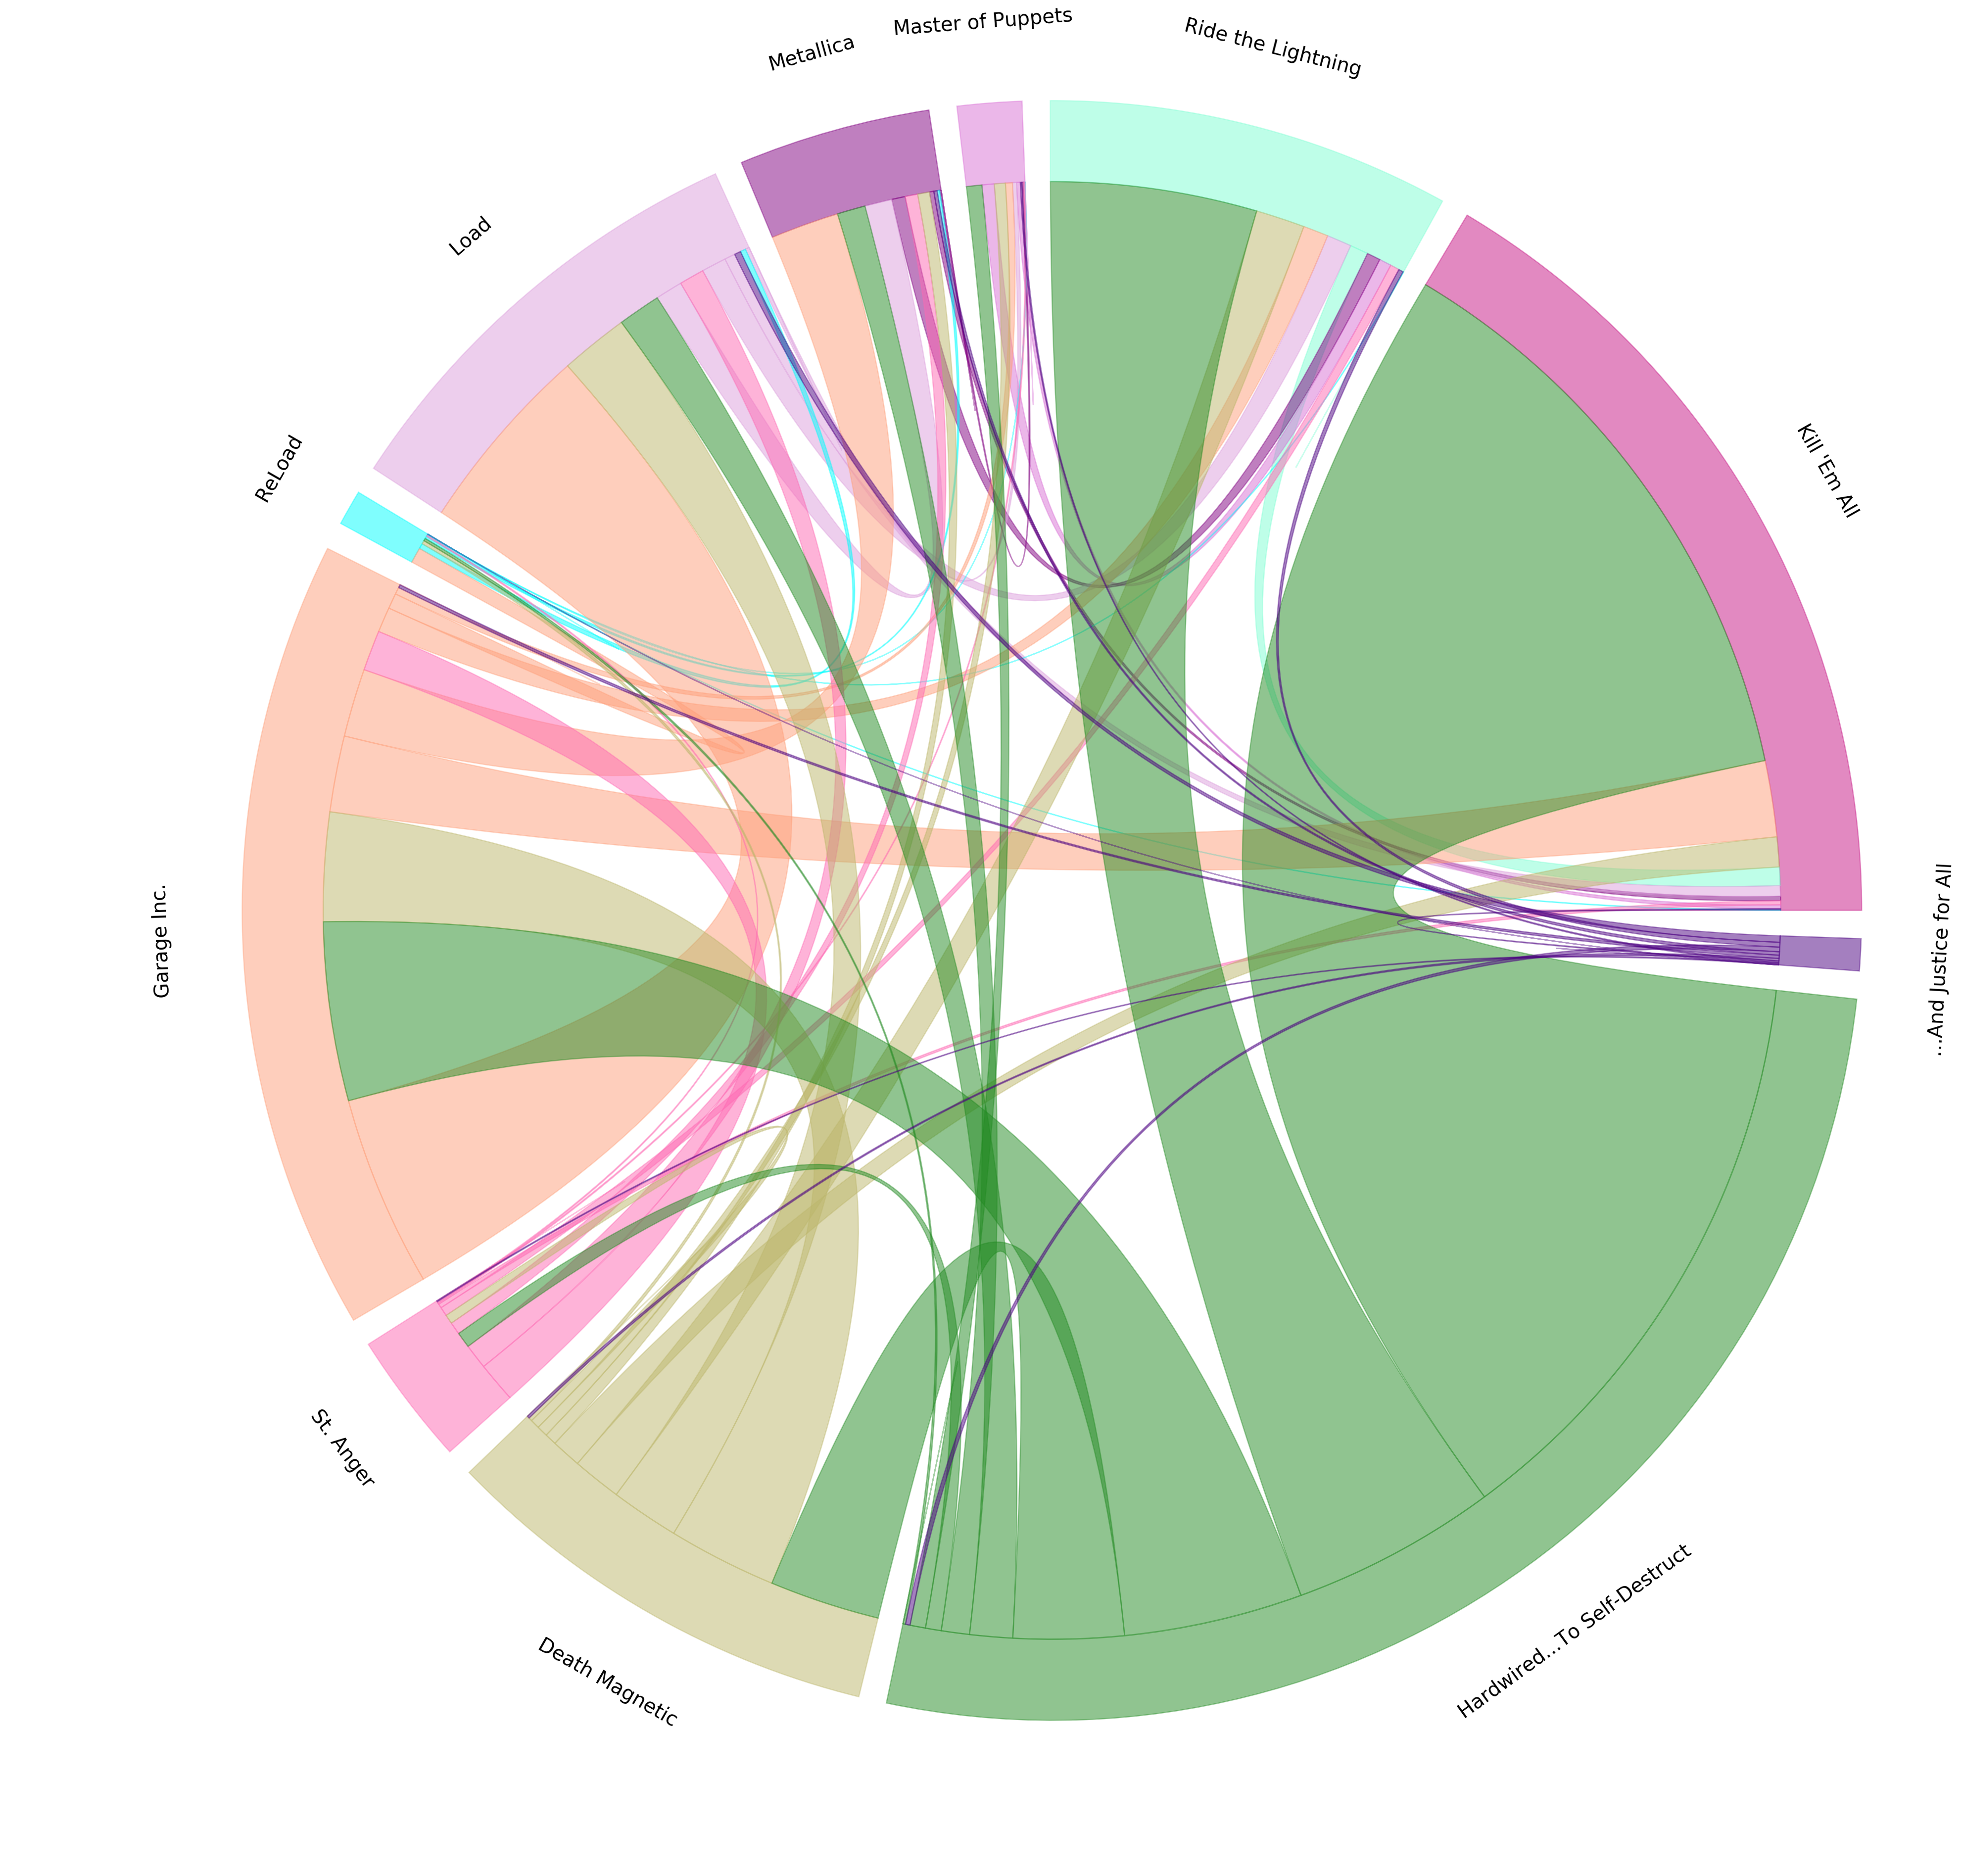 Master of Puppets
Ride the Lightning
Metallica
Load
ReLoad
Kill 'Em All
Garage Inc.
...And Justice for All
St. Anger
Death Magnetic
Hardwired...To Self-Destruct